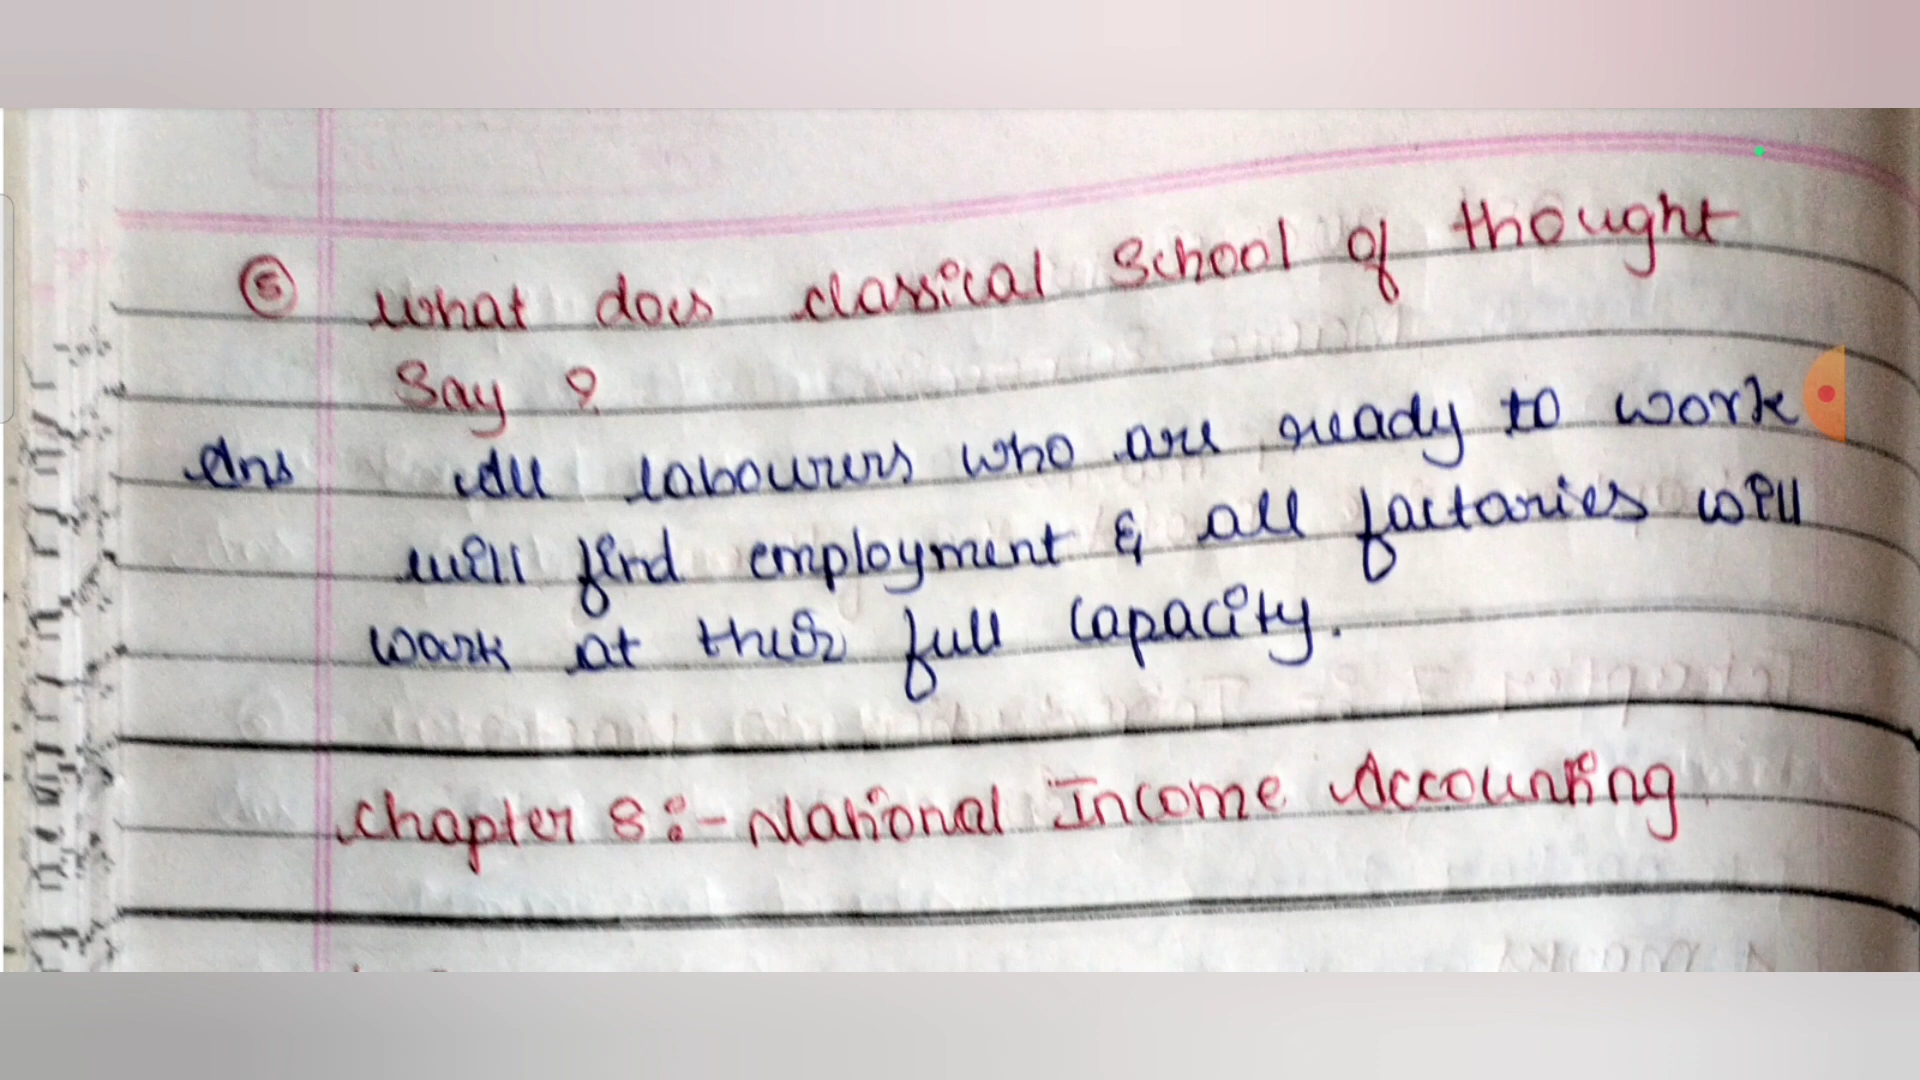 ⑤ What does classical School of thought
Say ?
Ans All labourers who are ready to work
will find employment & all factories will
work at their full capacity.
Chapter 8:- National Income Accounting